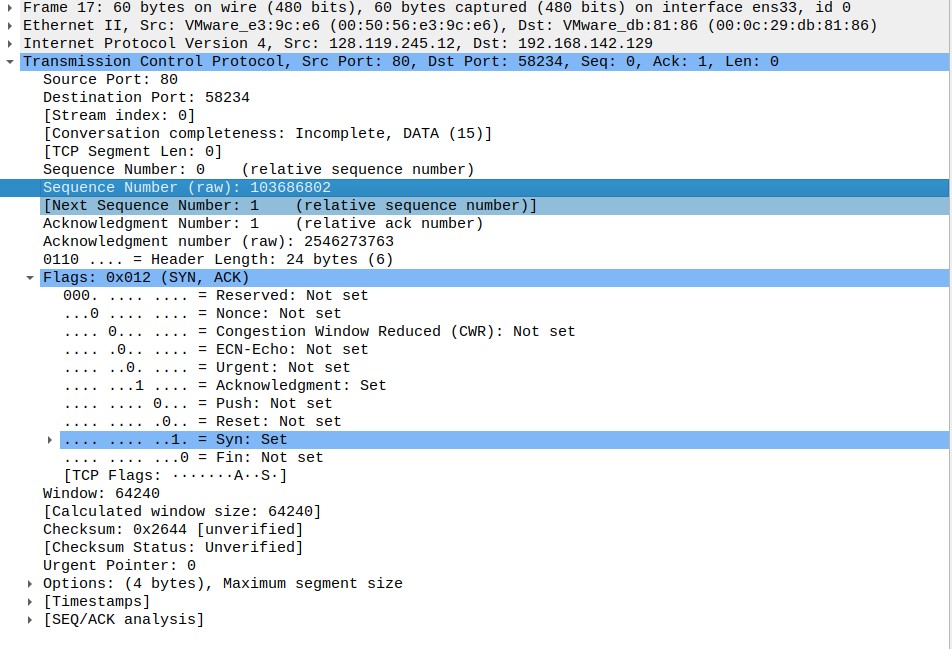 Frame 17: 60 bytes on wire (480 bits), 60 bytes captured (480 bits) on interface ens33, id 0
Ethernet II, Src: VMware_e3:9c:e6 (00:50:56:e3:9c:e6), Dst: VMware_db:81:86 (00:0c:29:db:81:86)
Internet Protocol Version 4, Src: 128.119.245.12, Dst: 192.168.142.129
Transmission Control Protocol, Src Port: 80, Dst Port: 58234, Seq: 0, Ack: 1, Len: 0
Source Port: 80
Destination Port: 58234
[Stream index: 0]
[Conversation completeness: Incomplete, DATA (15)]
[TCP Segment Len: 0]
Sequence Number: 0    (relative sequence number)
Sequence Number (raw): 103686802
[Next Sequence Number: 1    (relative sequence number)]
Acknowledgment Number: 1    (relative ack number)
Acknowledgment number (raw): 2546273763
0110 .... = Header Length: 24 bytes (6)
Flags: 0x012 (SYN, ACK)
000. .... .... = Reserved: Not set
...0 .... .... = Nonce: Not set
.... 0... .... = Congestion Window Reduced (CWR): Not set
.... .0.. .... = ECN-Echo: Not set
.... ..0. .... = Urgent: Not set
.... ...1 .... = Acknowledgment: Set
.... .... 0... = Push: Not set
.... .... .0.. = Reset: Not set
.... .... ..1. = Syn: Set
.... .... ...0 = Fin: Not set
[TCP Flags: ·······A··S·]
Window: 64240
[Calculated window size: 64240]
Checksum: 0x2644 [unverified]
[Checksum Status: Unverified]
Urgent Pointer: 0
Options: (4 bytes), Maximum segment size
[Timestamps]
[SEQ/ACK analysis]